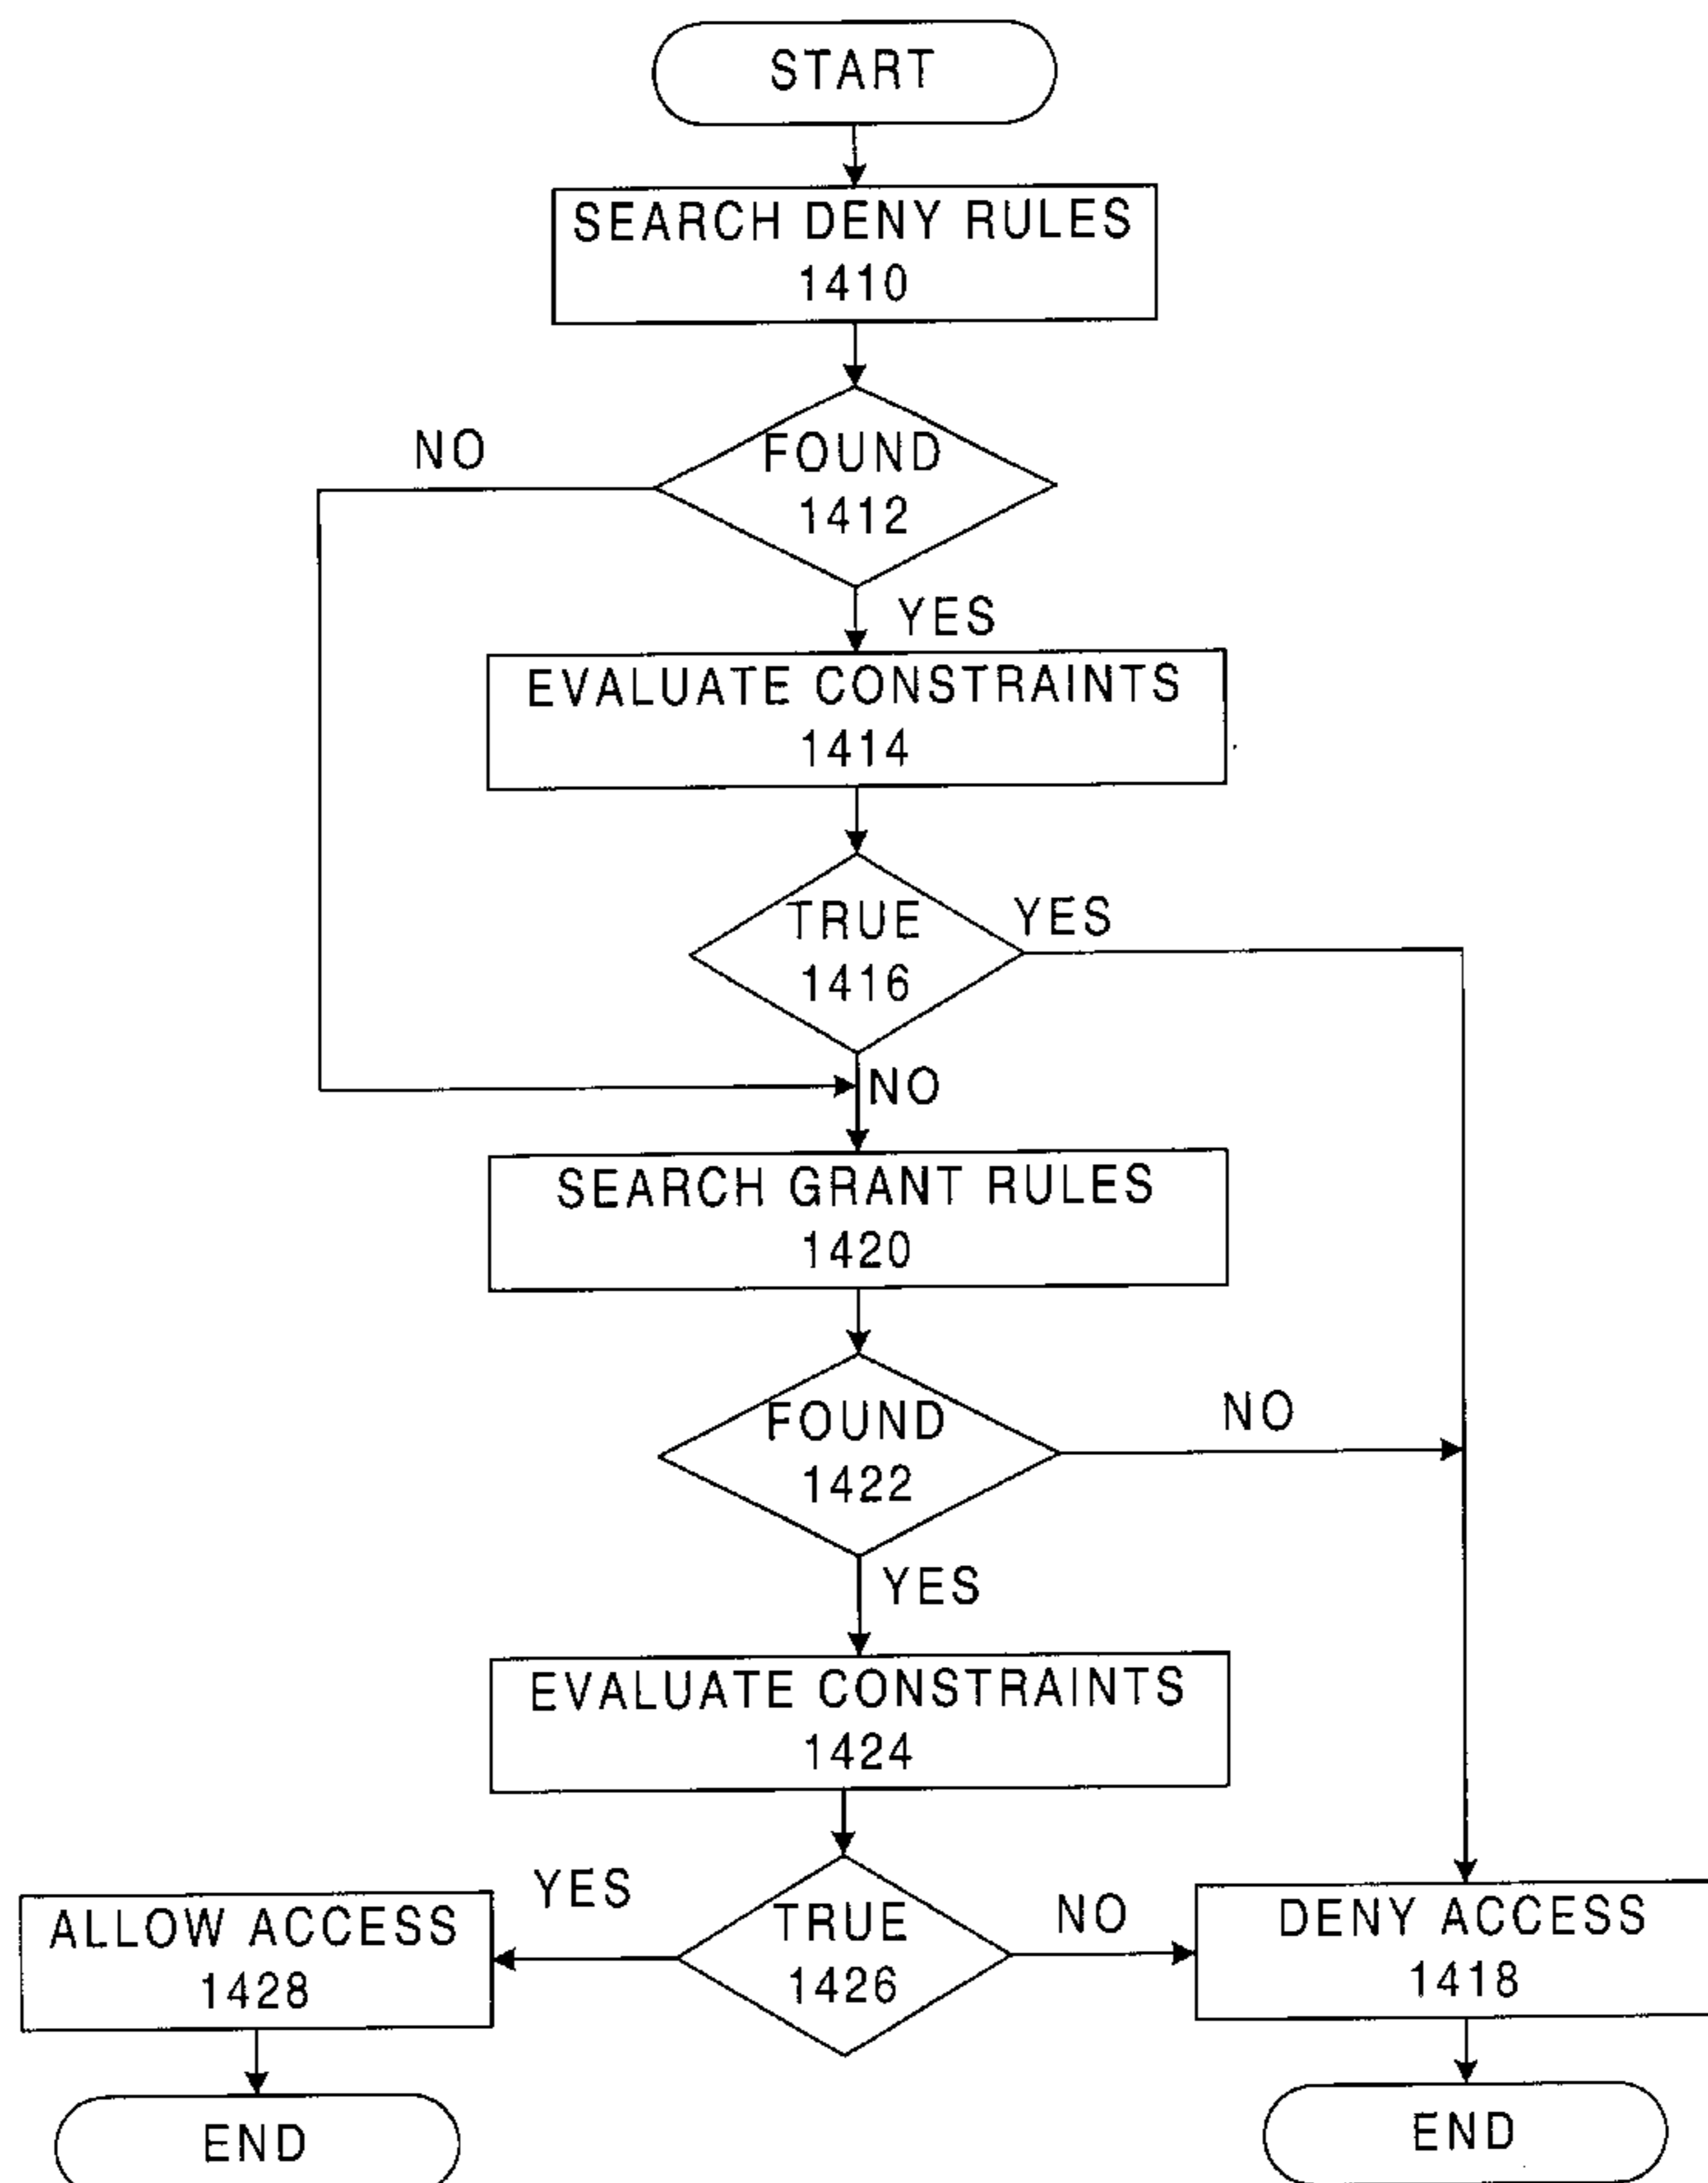 START
SEARCH DENY RULES
1410
NO
FOUND
1412
YES
EVALUATE CONSTRAINTS
1414
TRUE
1416
YES
NO
SEARCH GRANT RULES
1420
FOUND
1422
NO
YES
EVALUATE CONSTRAINTS
1424
YES
TRUE
1426
NO
ALLOW ACCESS
1428
DENY ACCESS
1418
END
END